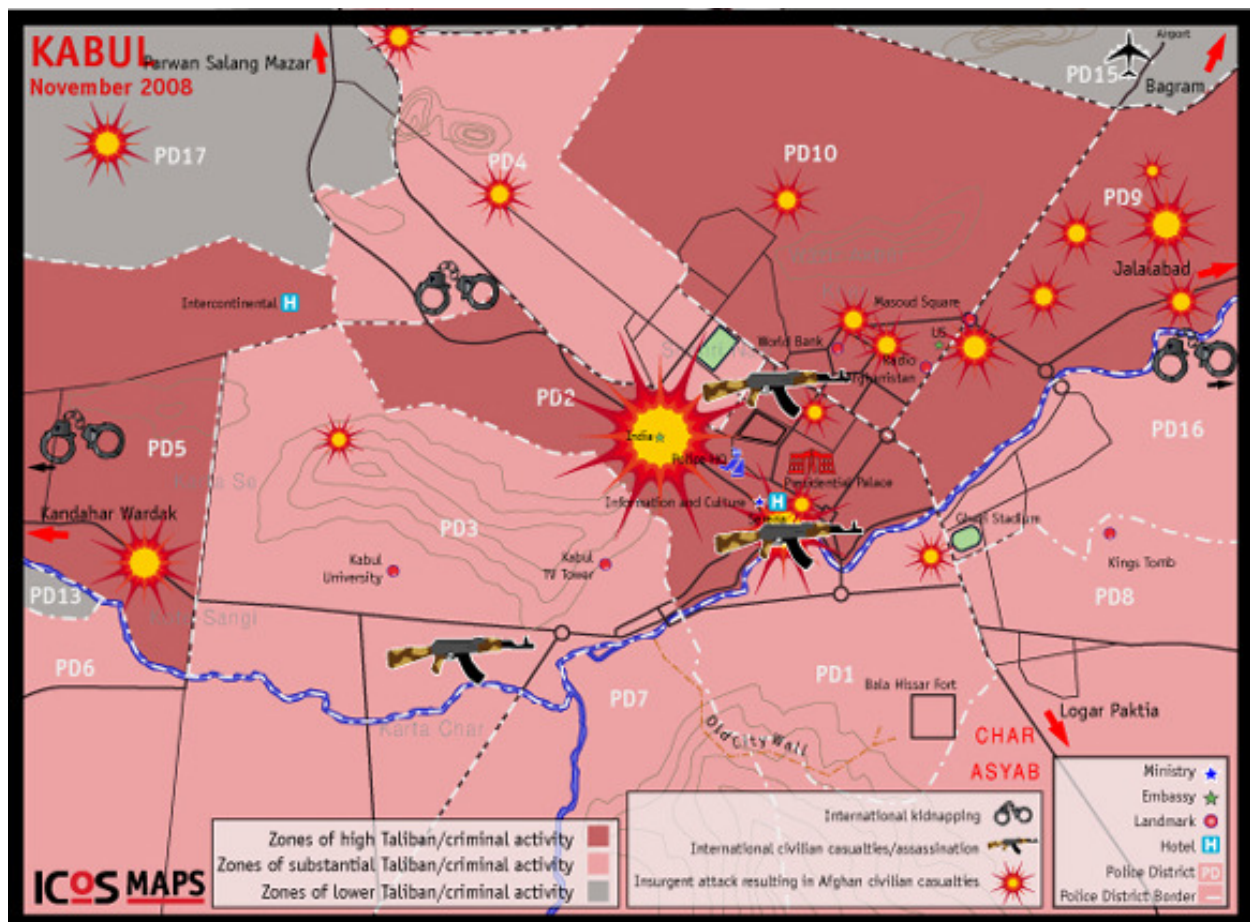 KABUL
November 2008
Parwan Salang Mazar
Airport
PD15
Bagram
PD17
PD4
PD10
PD9
Jalalabad
Intercontinental H
Masoud Square
US
World Bank
Radio
Afghanistan
PD2
PD5
India
Police HQ
PD16
Presidential Palace
Information and Culture
H
Kandahar Wardak
PD3
Ghazi Stadium
Kabul
University
Kabul
TV Tower
Kings Tomb
PD13
PD8
PD6
PD7
PD1
Bala Hissar Fort
Karta Char
Old City Wall
Logar Paktia
CHAR
ASYAB
Zones of high Taliban/criminal activity
Zones of substantial Taliban/criminal activity
Zones of lower Taliban/criminal activity
International kidnapping
International civilian casualties/assassination
Insurgent attack resulting in Afghan civilian casualties
Ministry
Embassy
Landmark
Hotel H
Police District PD
Police District Border
ICOS MAPS